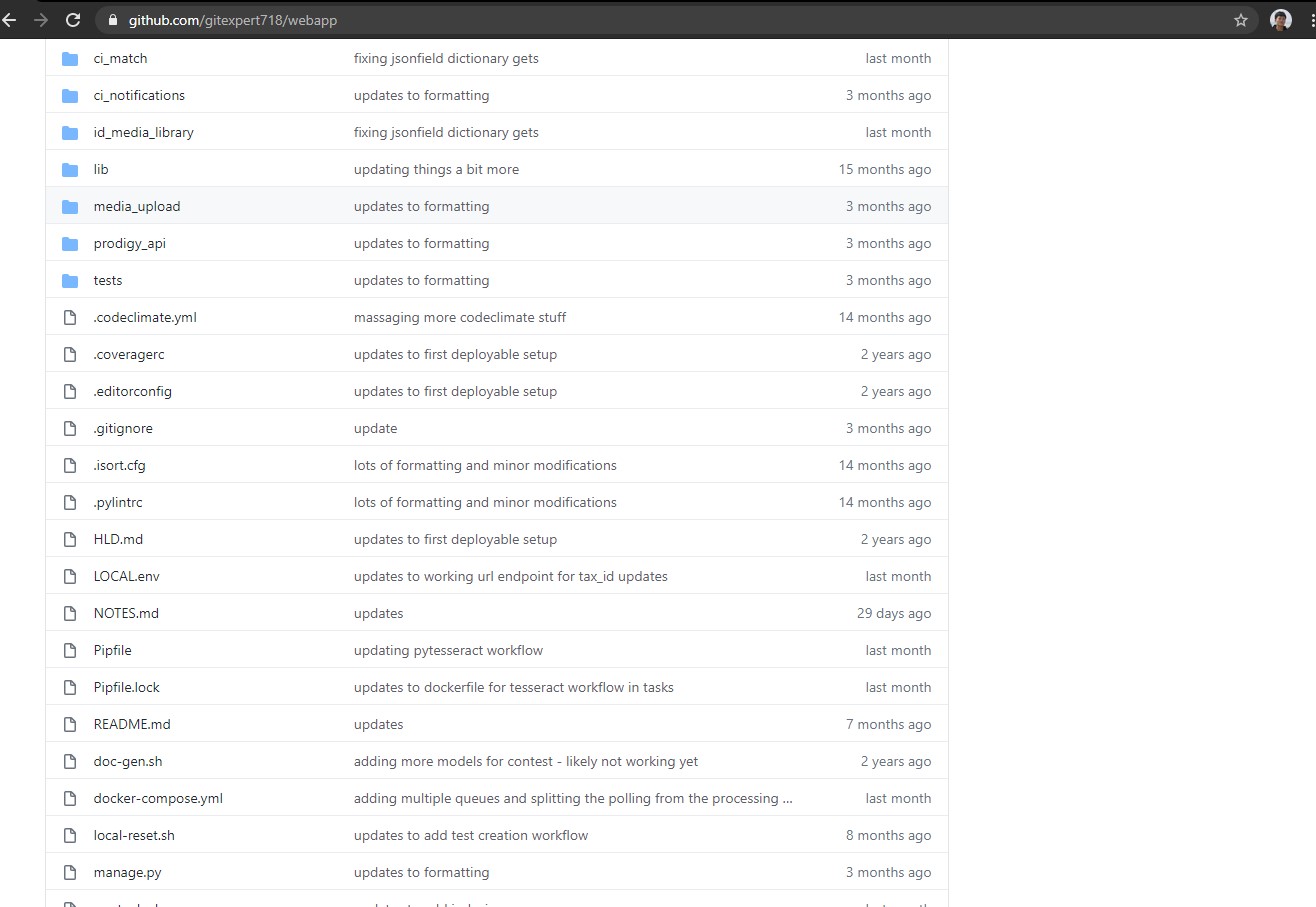 github.com/gitexpert718/webapp
ci_match fixing jsonfield dictionary gets last month
ci_notifications updates to formatting 3 months ago
id_media_library fixing jsonfield dictionary gets last month
lib updating things a bit more 15 months ago
media_upload updates to formatting 3 months ago
prodigy_api updates to formatting 3 months ago
tests updates to formatting 3 months ago
.codeclimate.yml massaging more codeclimate stuff 14 months ago
.coveragerc updates to first deployable setup 2 years ago
.editorconfig updates to first deployable setup 2 years ago
.gitignore update 3 months ago
.isort.cfg lots of formatting and minor modifications 14 months ago
.pylintrc lots of formatting and minor modifications 14 months ago
HLD.md updates to first deployable setup 2 years ago
LOCAL.env updates to working url endpoint for tax_id updates last month
NOTES.md updates 29 days ago
Pipfile updating pytesseract workflow last month
Pipfile.lock updates to dockerfile for tesseract workflow in tasks last month
README.md updates 7 months ago
doc-gen.sh adding more models for contest - likely not working yet 2 years ago
docker-compose.yml adding multiple queues and splitting the polling from the processing ... last month
local-reset.sh updates to add test creation workflow 8 months ago
manage.py updates to formatting 3 months ago